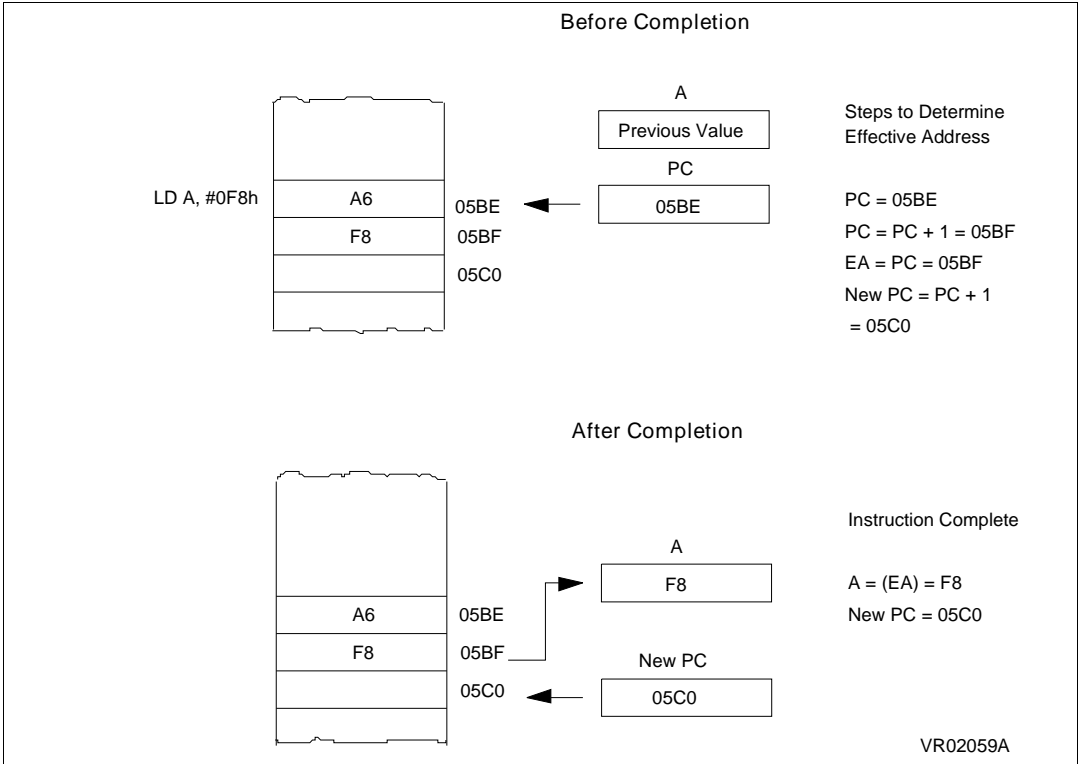 Before Completion
A
Previous Value
Steps to Determine
Effective Address
PC
LD A, #0F8h
A6
05BE
05BE
PC = 05BE
F8
05BF
PC = PC + 1 = 05BF
05C0
EA = PC = 05BF
New PC = PC + 1
= 05C0
After Completion
Instruction Complete
A
F8
A = (EA) = F8
A6
05BE
New PC = 05C0
F8
05BF
New PC
05C0
05C0
VR02059A